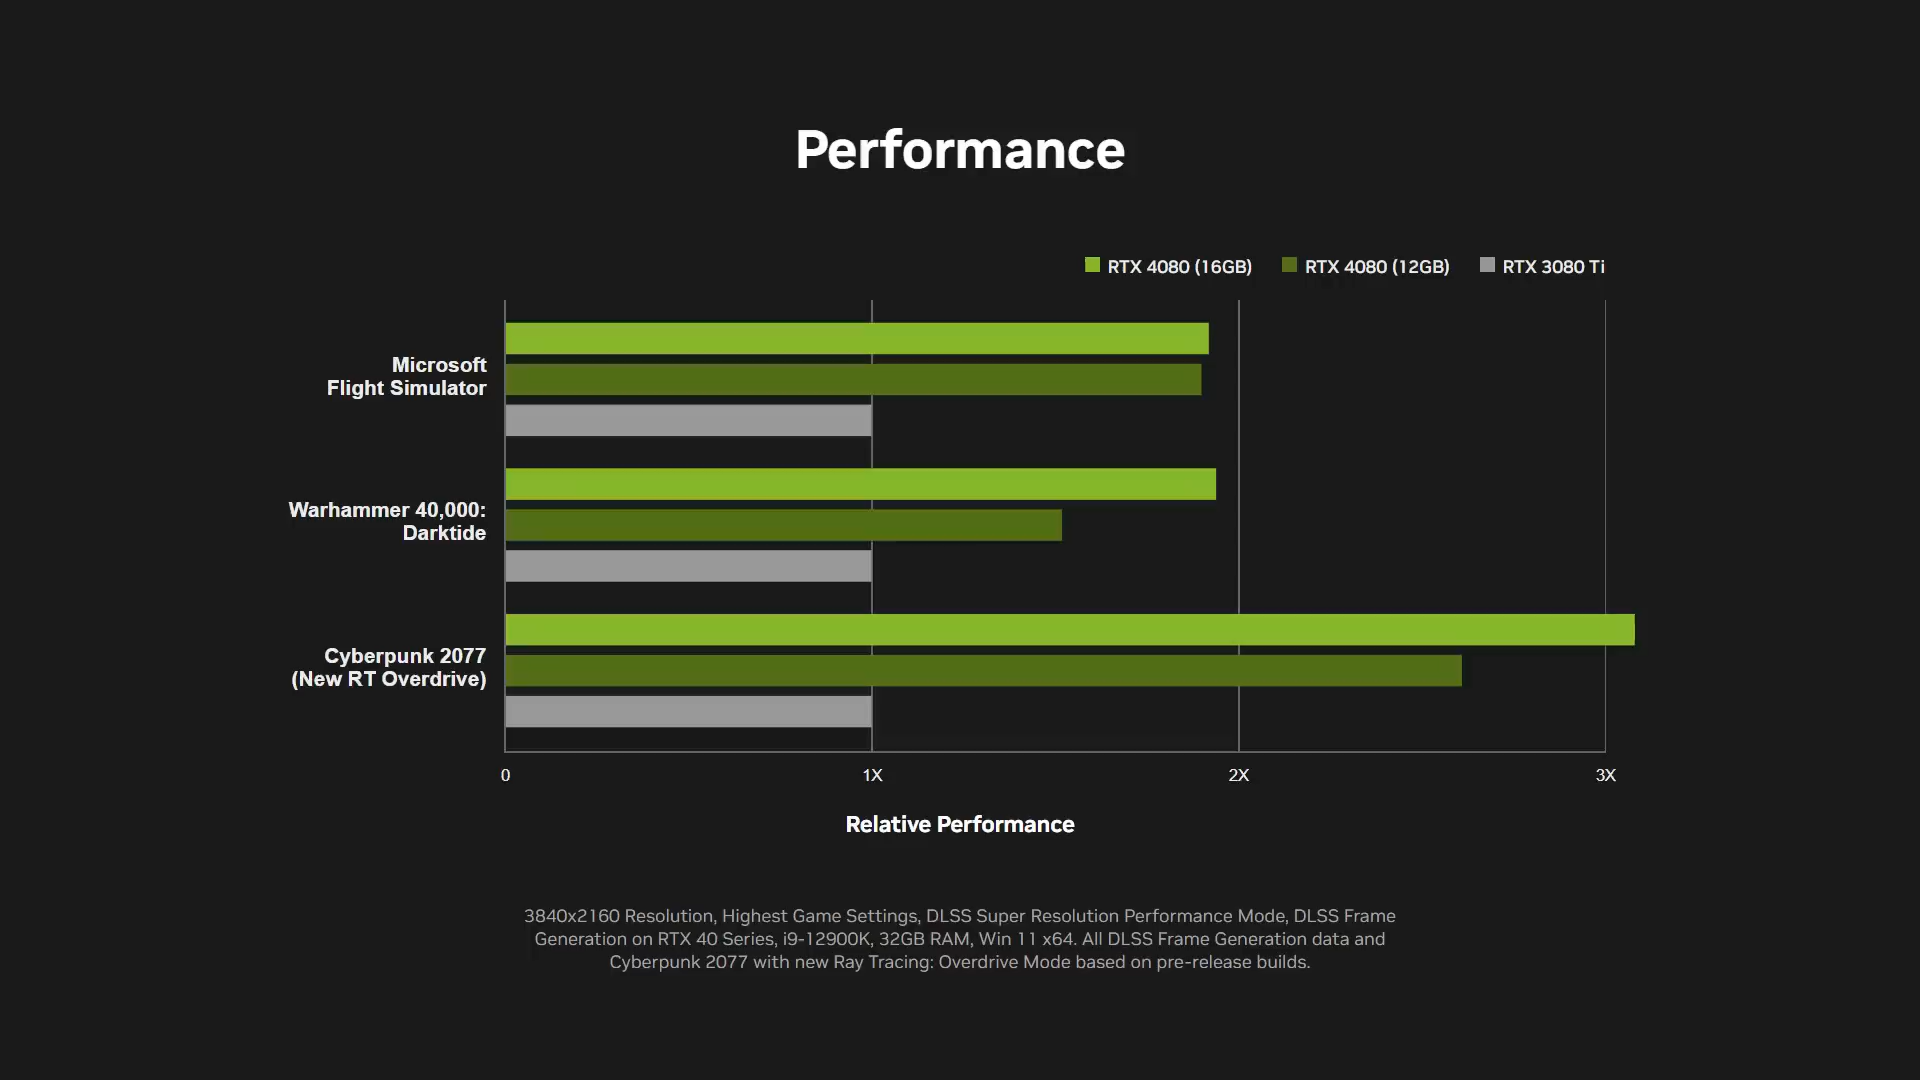 Performance
RTX 4080 (16GB) RTX 4080 (12GB) RTX 3080 Ti
Microsoft
Flight Simulator
Warhammer 40,000:
Darktide
Cyberpunk 2077
(New RT Overdrive)
0 1X 2X 3X
Relative Performance
3840x2160 Resolution, Highest Game Settings, DLSS Super Resolution Performance Mode, DLSS Frame
Generation on RTX 40 Series, i9-12900K, 32GB RAM, Win 11 x64. All DLSS Frame Generation data and
Cyberpunk 2077 with new Ray Tracing: Overdrive Mode based on pre-release builds.